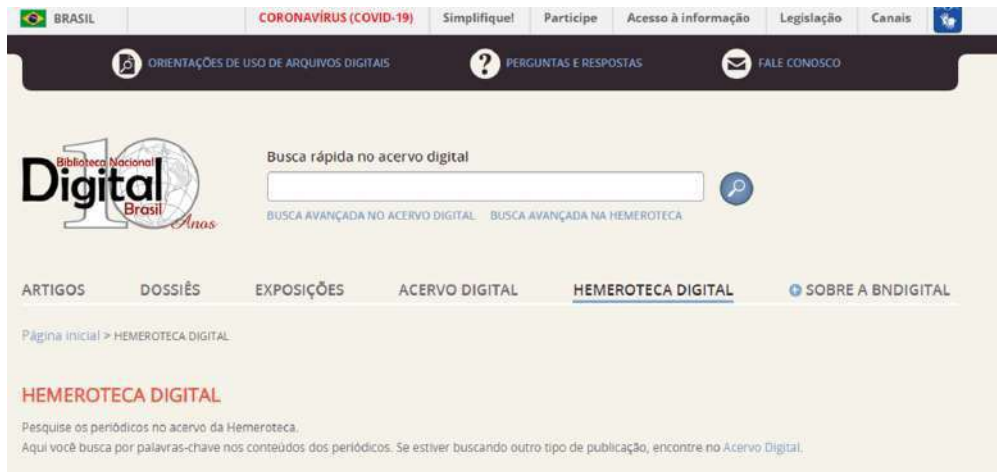 BRASIL CORONAVÍRUS (COVID-19) Simplifique! Participe Acesso à informação Legislação Canais
ORIENTAÇÕES DE USO DE ARQUIVOS DIGITAIS PERGUNTAS E RESPOSTAS FALE CONOSCO
Biblioteca Nacional
Digital
Brasil
10
Anos
Busca rápida no acervo digital
BUSCA AVANÇADA NO ACERVO DIGITAL BUSCA AVANÇADA NA HEMEROTECA
ARTIGOS DOSSIÊS EXPOSIÇÕES ACERVO DIGITAL HEMEROTECA DIGITAL SOBRE A BNDIGITAL
Página inicial > HEMEROTECA DIGITAL
HEMEROTECA DIGITAL
Pesquise os periódicos no acervo da Hemeroteca.
Aqui você busca por palavras-chave nos conteúdos dos periódicos. Se estiver buscando outro tipo de publicação, encontre no Acervo Digital.